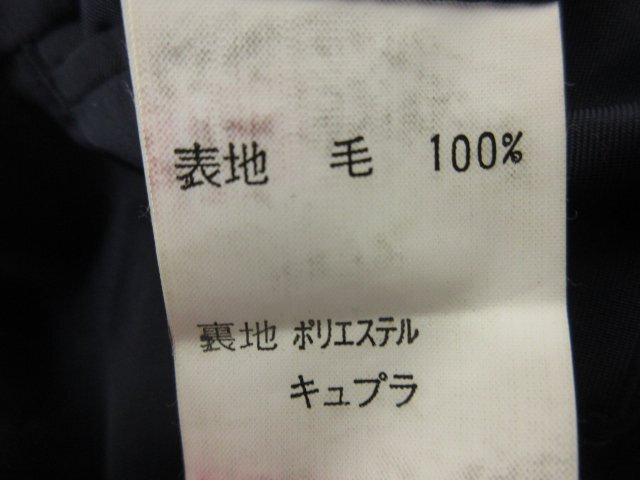 表地 毛 100%
裏地 ポリエステル
キュプラ